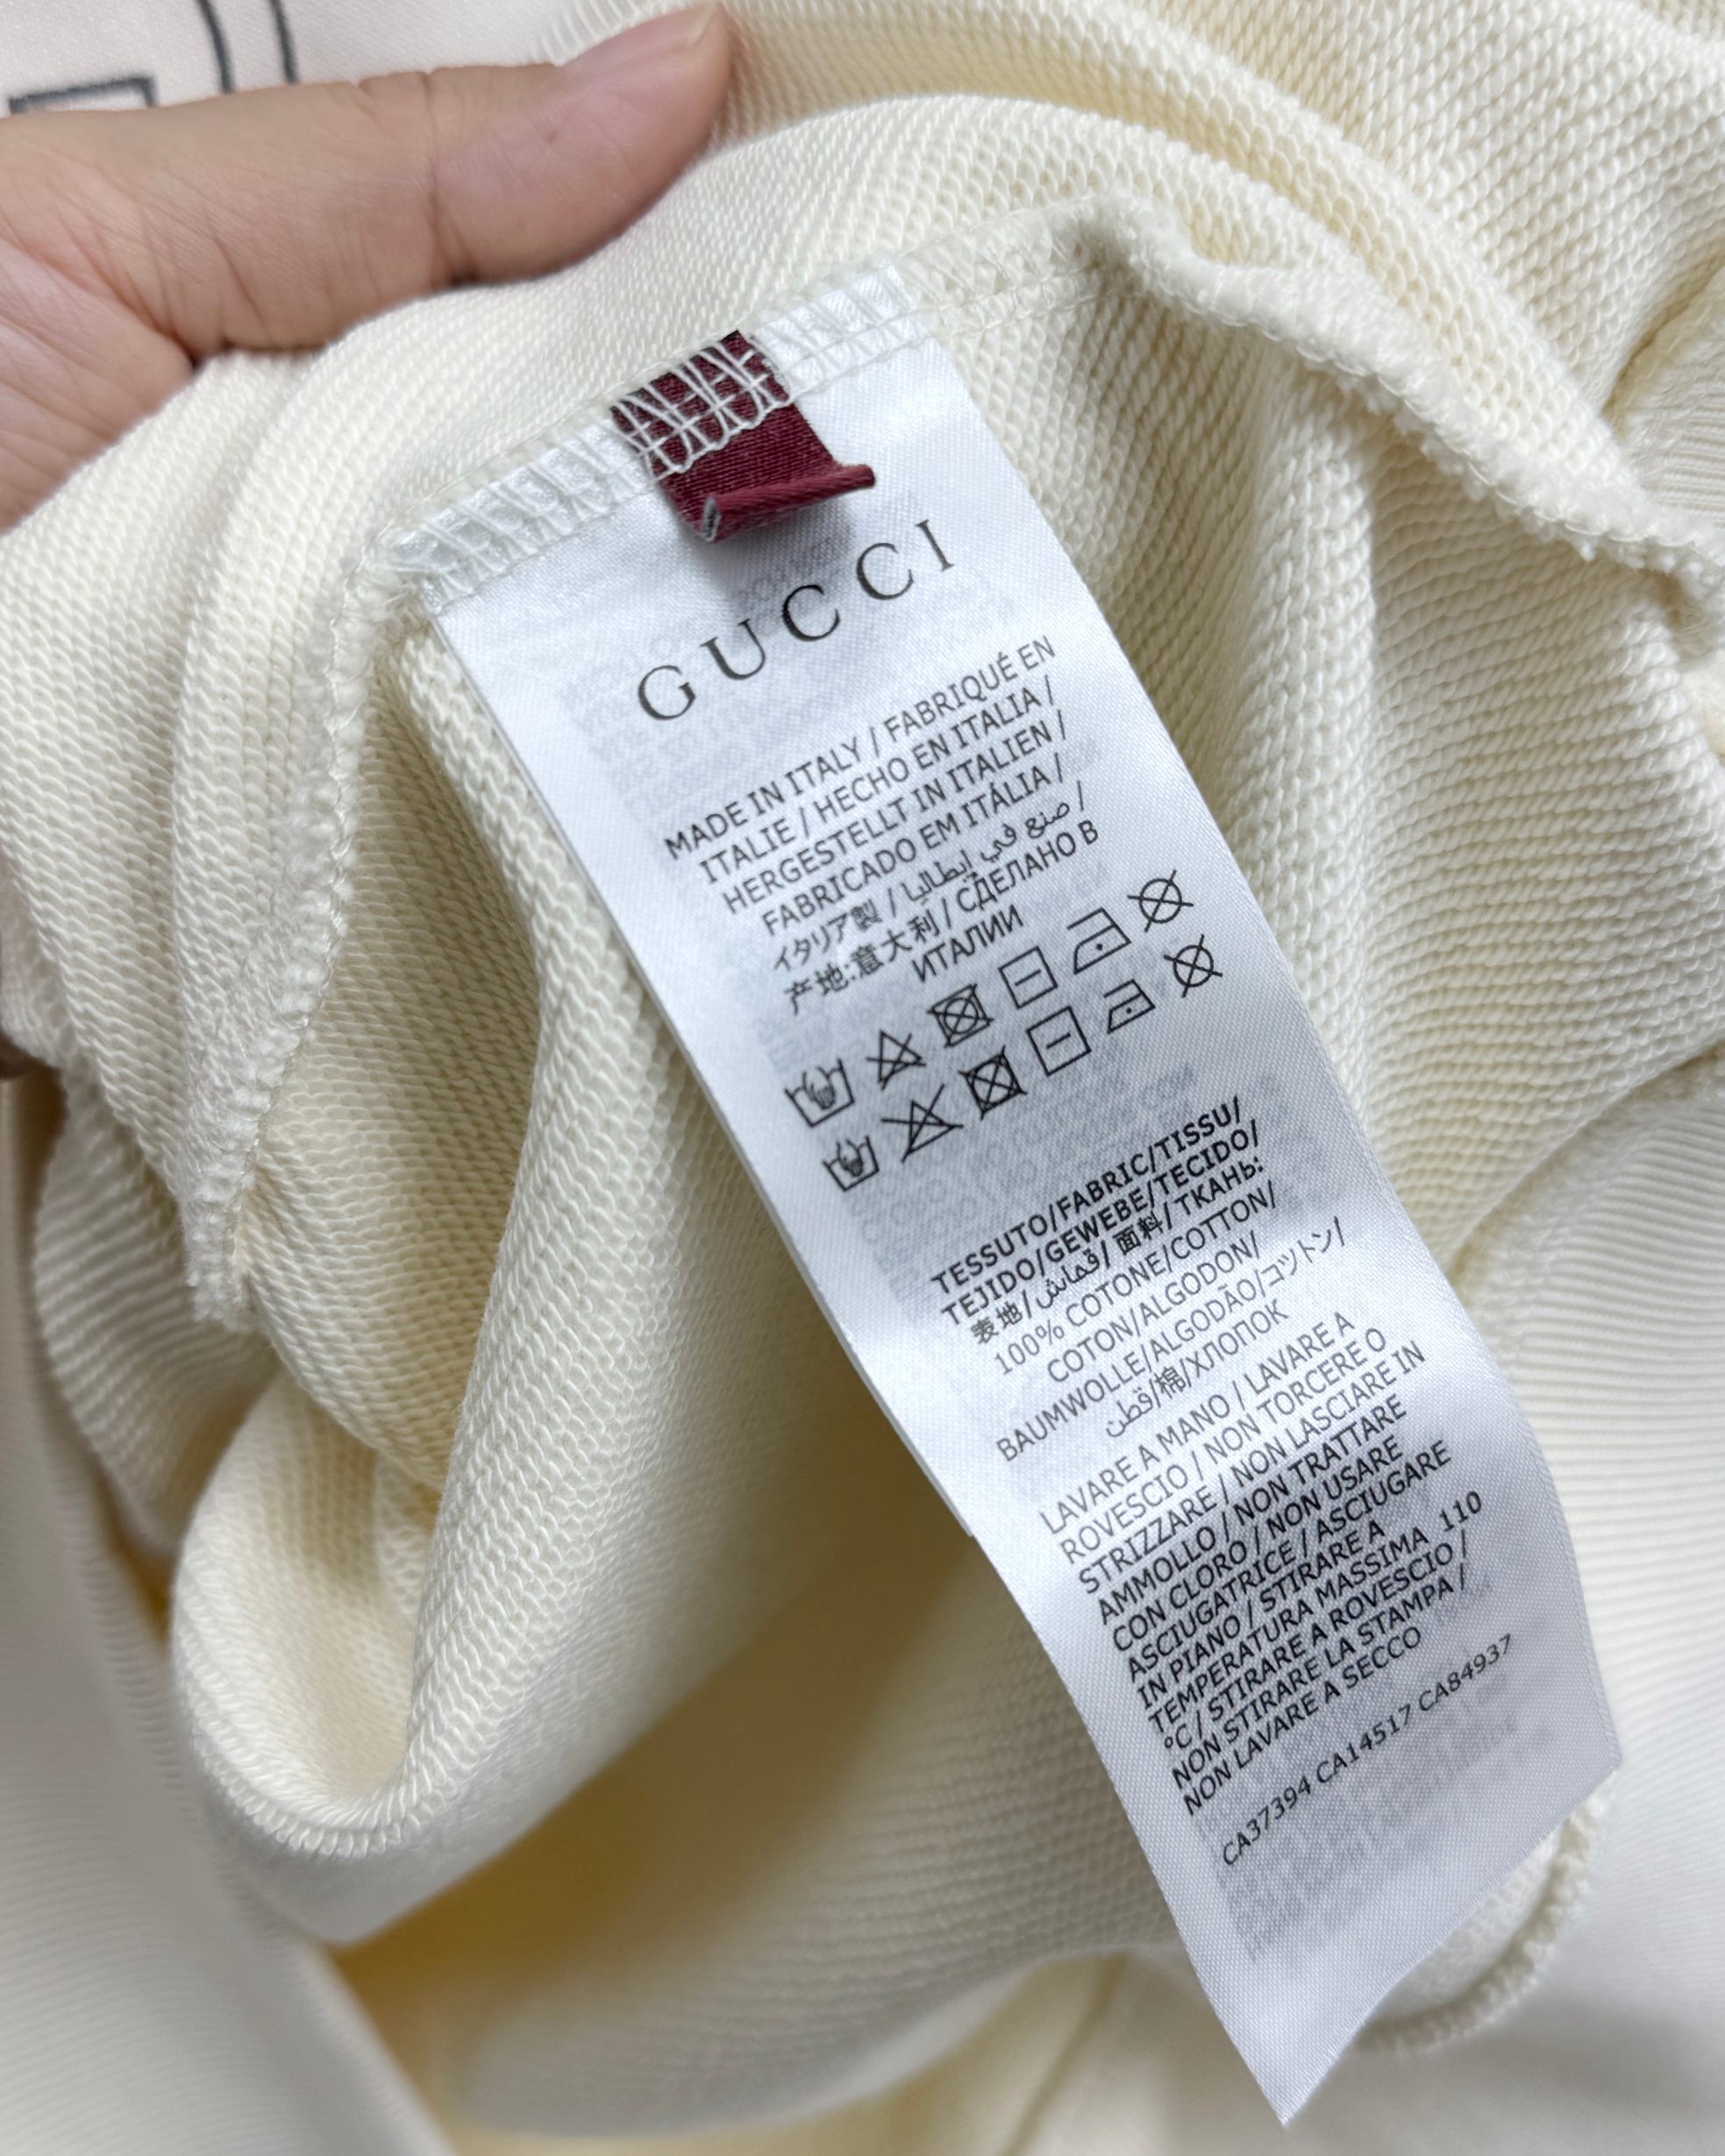 GUCCI
MADE IN ITALY / FABRIQUÉ EN
ITALIE / HECHO EN ITALIA /
HERGESTELLT IN ITALIEN /
FABRICADO EM ITÁLIA /
イタリア製 / صنع في إيطاليا /
产地:意大利 / СДЕЛАНО В
ИТАЛИИ
TESSUTO/FABRIC/TISSU/
TEJIDO/GEWEBE/TECIDO/
表地/قماش/面料/ТКАНЬ:
100% COTONE/COTTON/
COTON/ALGODON/
BAUMWOLLE/ALGODÃO/コットン/
قطن/棉/ХЛОПОК
LAVARE A MANO / LAVARE A
ROVESCIO / NON TORCERE O
STRIZZARE / NON LASCIARE IN
AMMOLLO / NON TRATTARE
CON CLORO / NON USARE
ASCIUGATRICE / ASCIUGARE
IN PIANO / STIRARE A
TEMPERATURA MASSIMA 110
°C / STIRARE A ROVESCIO /
NON STIRARE LA STAMPA /
NON LAVARE A SECCO
CA37394 CA14517 CA84937